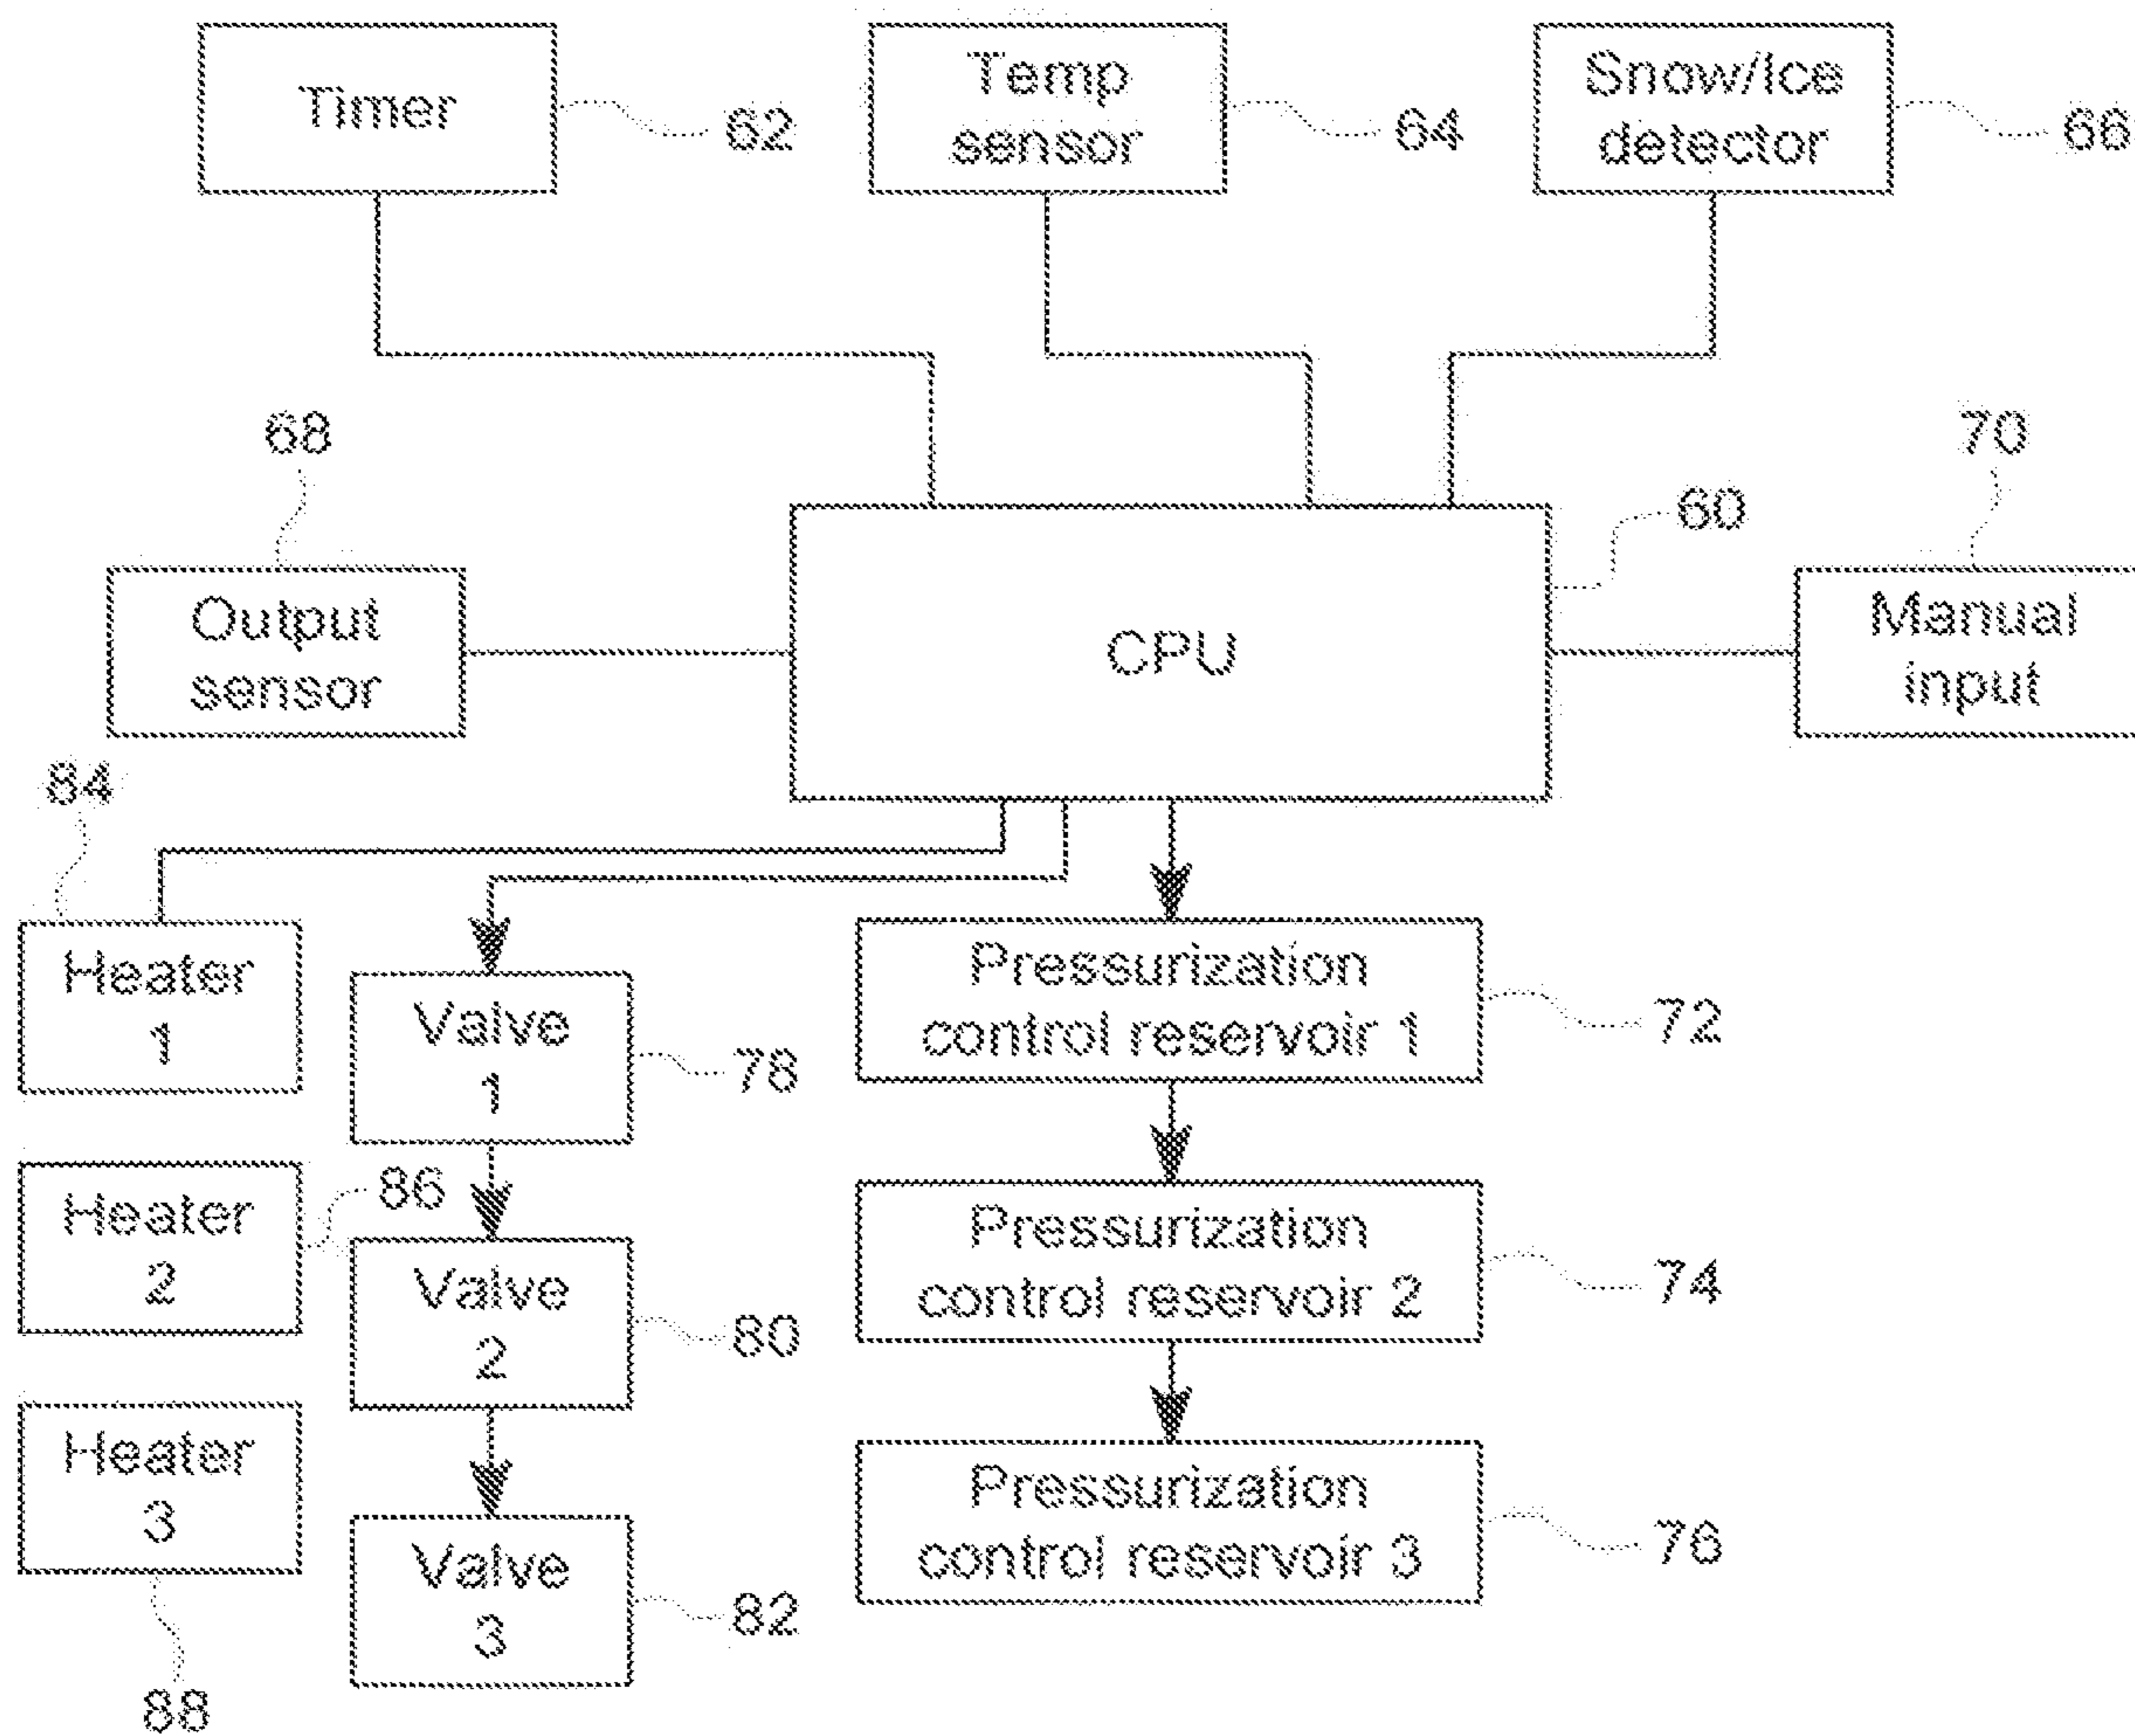 Timer
62
Temp
sensor
64
Snow/Ice
detector
66
68
70
60
Output
sensor
CPU
Manual
input
84
Heater
1
Valve
1
78
Pressurization
control reservoir 1
72
Heater
2
86
Valve
2
80
Pressurization
control reservoir 2
74
Heater
3
88
Valve
3
82
Pressurization
control reservoir 3
76